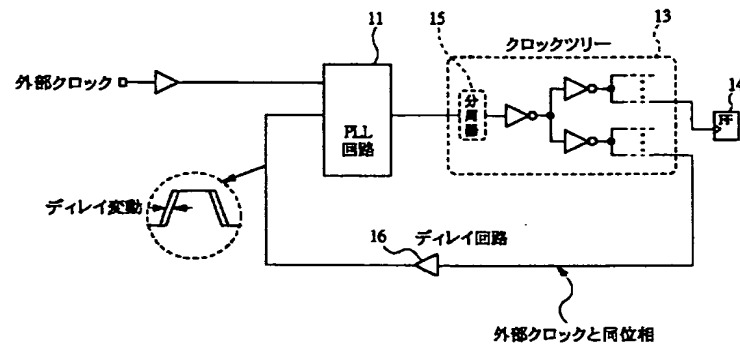 11
15
クロックツリー
13
外部クロック
分周器
14
FF
PLL
回路
ディレイ変動
16
ディレイ回路
外部クロックと同位相